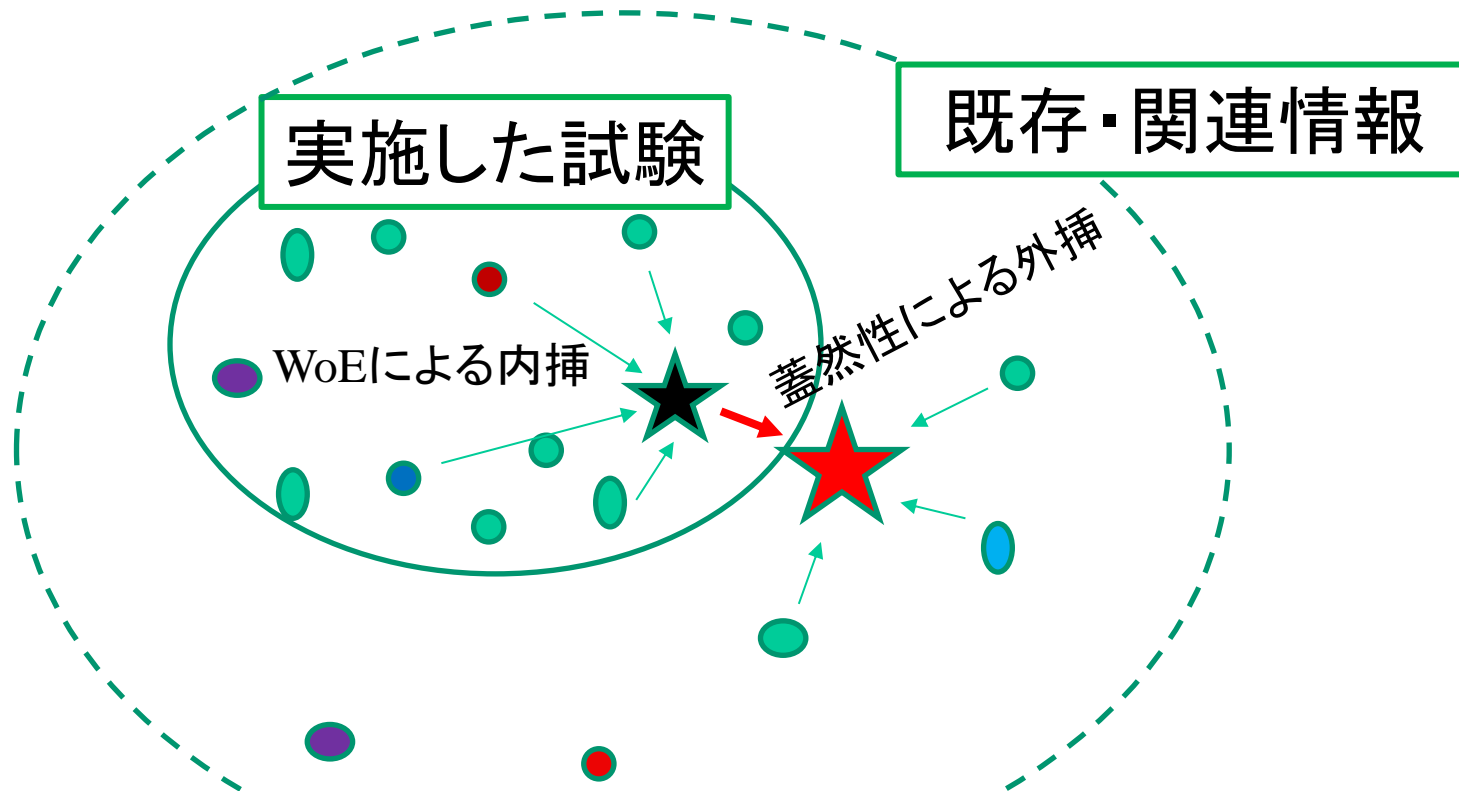 既存・関連情報
実施した試験
蓋然性による外挿
WoEによる内挿